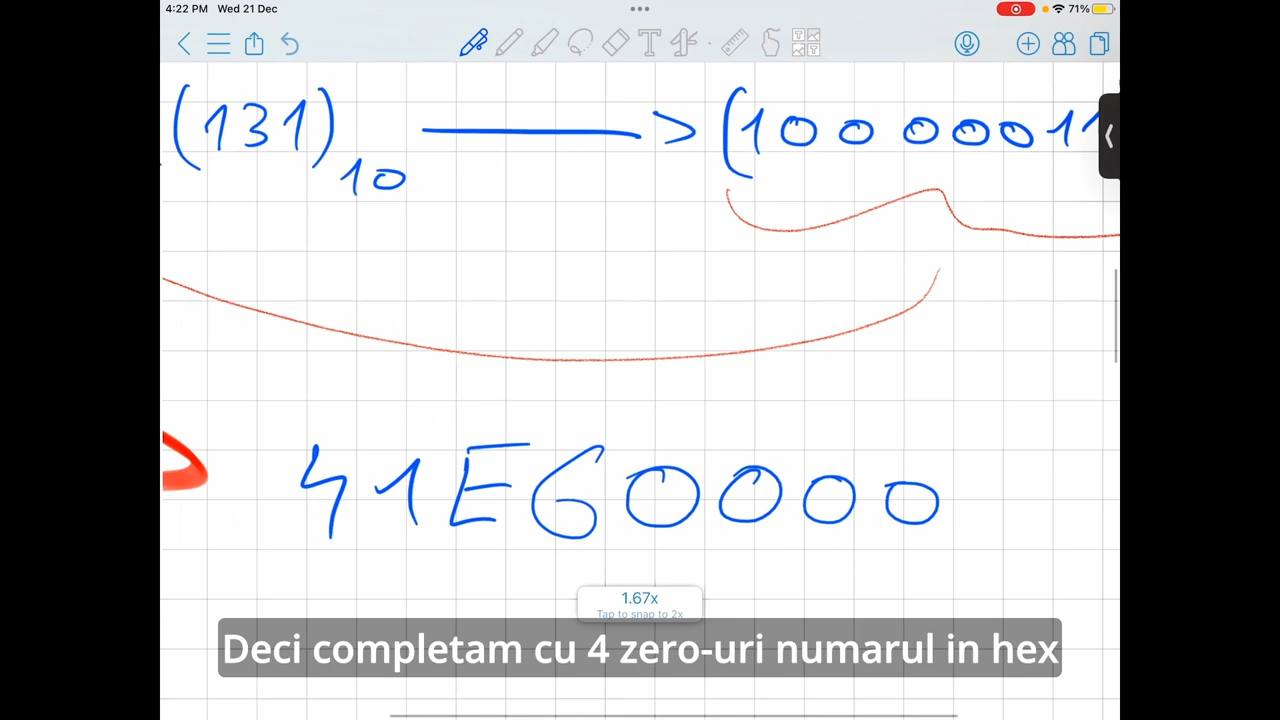 4:22 PM Wed 21 Dec
71%
(131)10 → (10000011
41E60000
1.67x
Tap to snap to 2x
Deci completam cu 4 zero-uri numarul in hex